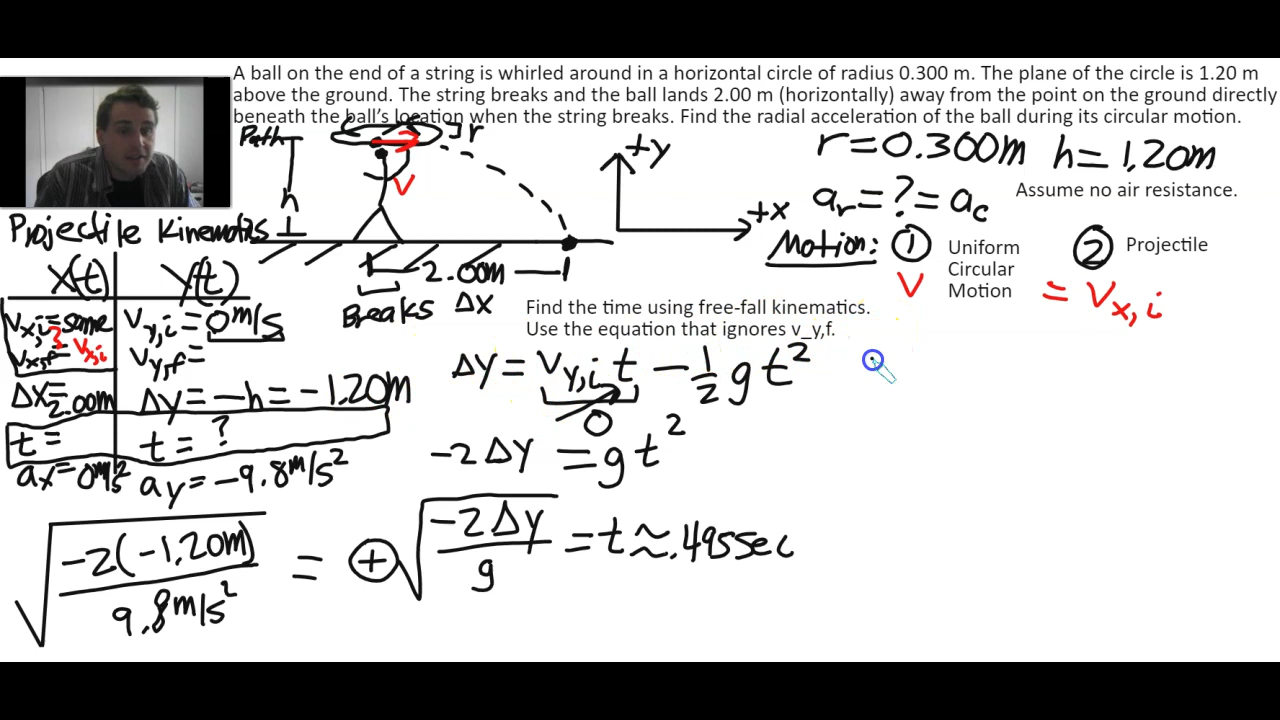 A ball on the end of a string is whirled around in a horizontal circle of radius 0.300 m. The plane of the circle is 1.20 m
above the ground. The string breaks and the ball lands 2.00 m (horizontally) away from the point on the ground directly
beneath the ball's location when the string breaks. Find the radial acceleration of the ball during its circular motion.
Path
r
h
V
2.00m
Breaks ΔX
+y
+x
r=0.300m h=1.20m
Assume no air resistance.
ar=?=ac
Motion: 1 Uniform Circular Motion 2 Projectile
V = Vx,i
Projectile Kinematics
X(t) Y(t)
Vx,i=same Vy,i=0m/s
Vx,f= Vx,i Vy,f=
ΔX=2.00m Δy=-h=-1.20m
t= t=?
ax=0m/s² ay=-9.8m/s²
Find the time using free-fall kinematics.
Use the equation that ignores v_y,f.
Δy=Vy,it-½gt²
0
-2Δy=gt²
√(-2(-1.20m)/9.8m/s²) = +√(-2Δy/g) =t≈.495sec